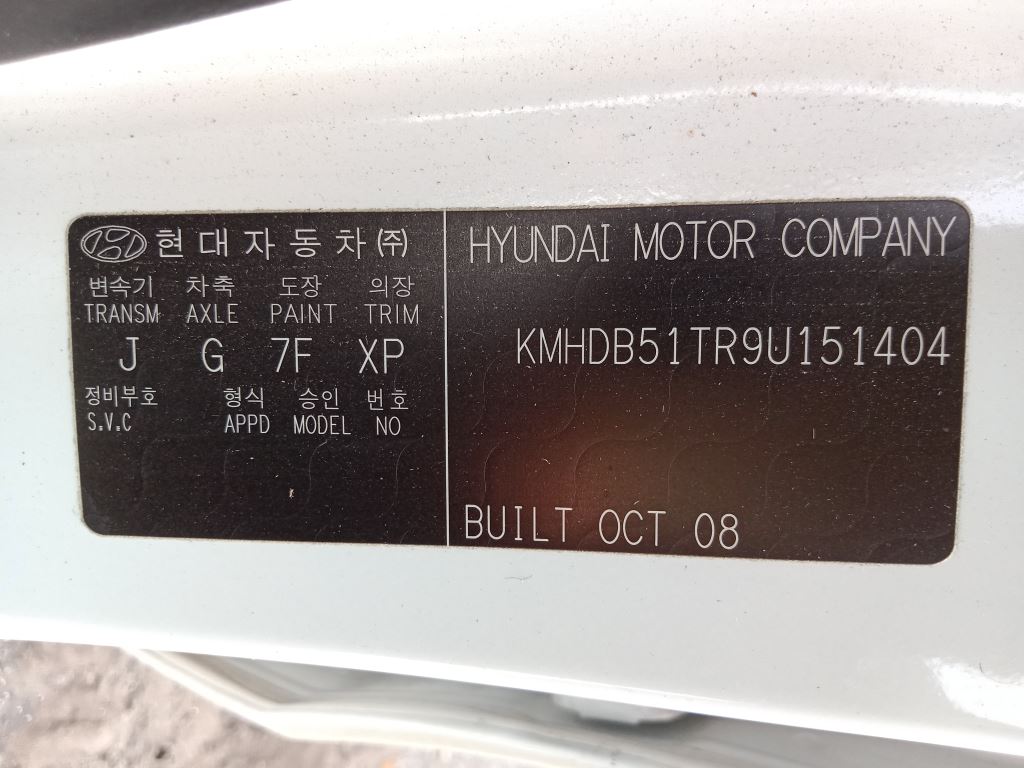 현대자동차㈜
변속기 차축 도장 의장
TRANSM AXLE PAINT TRIM
J G 7F XP
정비부호 형식 승인 번호
S.V.C APPD MODEL NO
HYUNDAI MOTOR COMPANY
KMHDB51TR9U151404
BUILT OCT 08